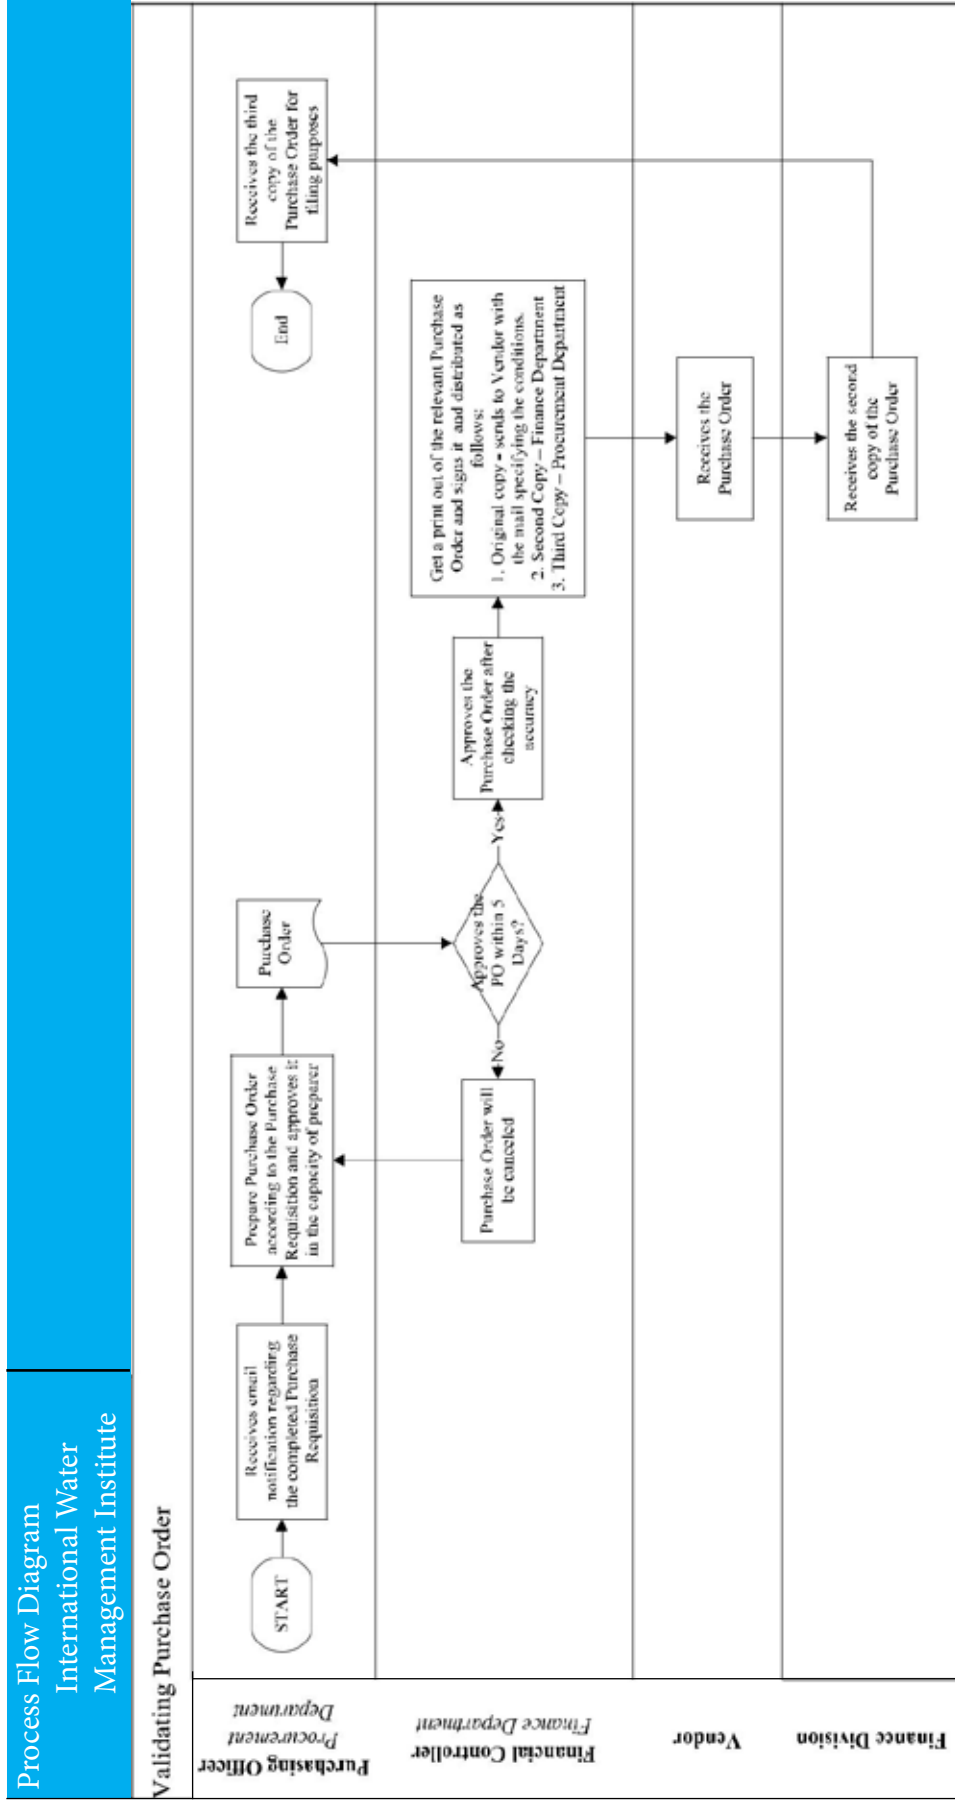 Process Flow Diagram
International Water
Management Institute
Validating Purchase Order
Purchasing Officer
Procurement
Department
START
Receives email
notification regarding
the completed Purchase
Requisition
Prepare Purchase Order
according to the Purchase
Requisition and approves it
in the capacity of preparer
Purchase
Order
End
Receives the third
copy of the
Purchase Order for
filing purposes
Financial Controller
Finance Department
Purchase Order will
be canceled
No
Approves the
PO within 5
Days?
Yes
Approves the
Purchase Order after
checking the
accuracy
Get a print out of the relevant Purchase
Order and signs it and distributed as
follows:
1. Original copy - sends to Vendor with
the mail specifying the conditions.
2. Second Copy – Finance Department
3. Third Copy – Procurement Department
Vendor
Receives the
Purchase Order
Finance Division
Receives the second
copy of the
Purchase Order